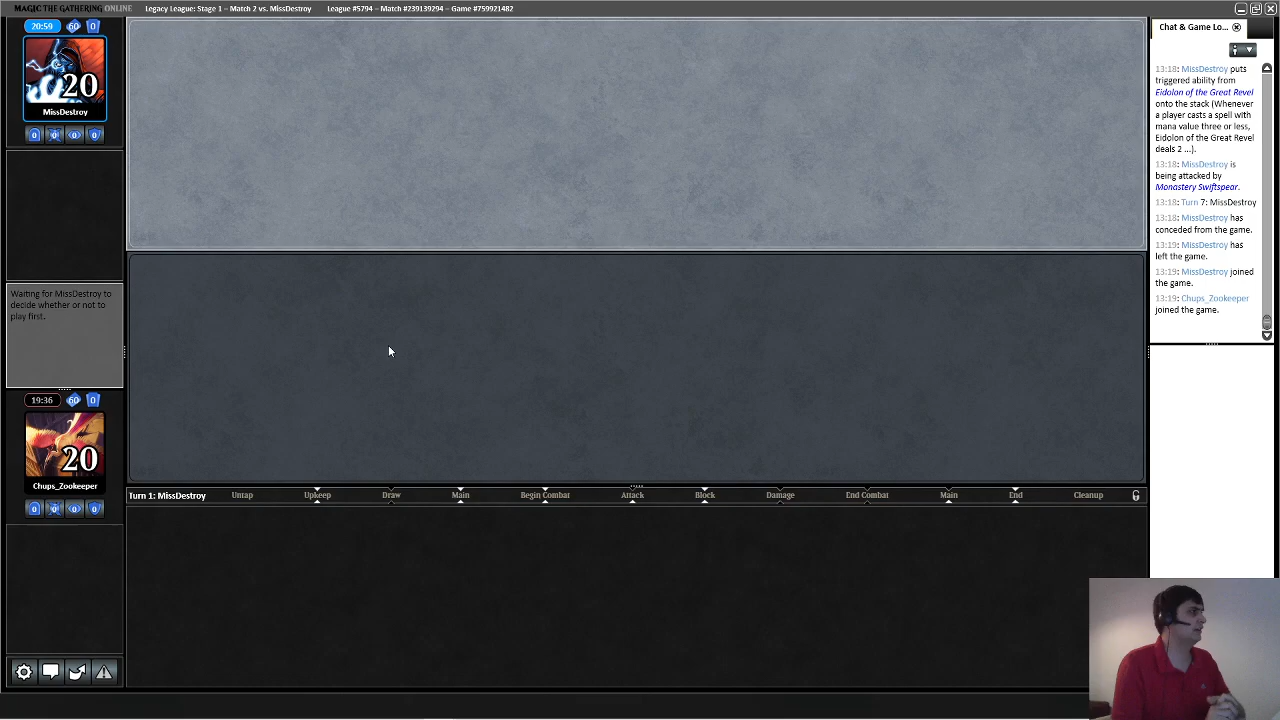 MAGIC THE GATHERING ONLINE
Legacy League: Stage 1 – Match 2 vs. MissDestroy
League #5794 – Match #239139294 – Game #759921482
20:59 60 0
20
MissDestroy
0 0 0 0
Waiting for MissDestroy to
decide whether or not to
play first.
19:36 60 0
20
Chups_Zookeeper
0 0 0 0
Turn 1: MissDestroy Untap Upkeep Draw Main Begin Combat Attack Block Damage End Combat Main End Cleanup
Chat & Game Lo...
13:18: MissDestroy puts
triggered ability from
Eidolon of the Great Revel
onto the stack (Whenever
a player casts a spell with
mana value three or less,
Eidolon of the Great Revel
deals 2 ...).
13:18: MissDestroy is
being attacked by
Monastery Swiftspear.
13:18: Turn 7: MissDestroy
13:18: MissDestroy has
conceded from the game.
13:19: MissDestroy has
left the game.
13:19: MissDestroy joined
the game.
13:19: Chups_Zookeeper
joined the game.